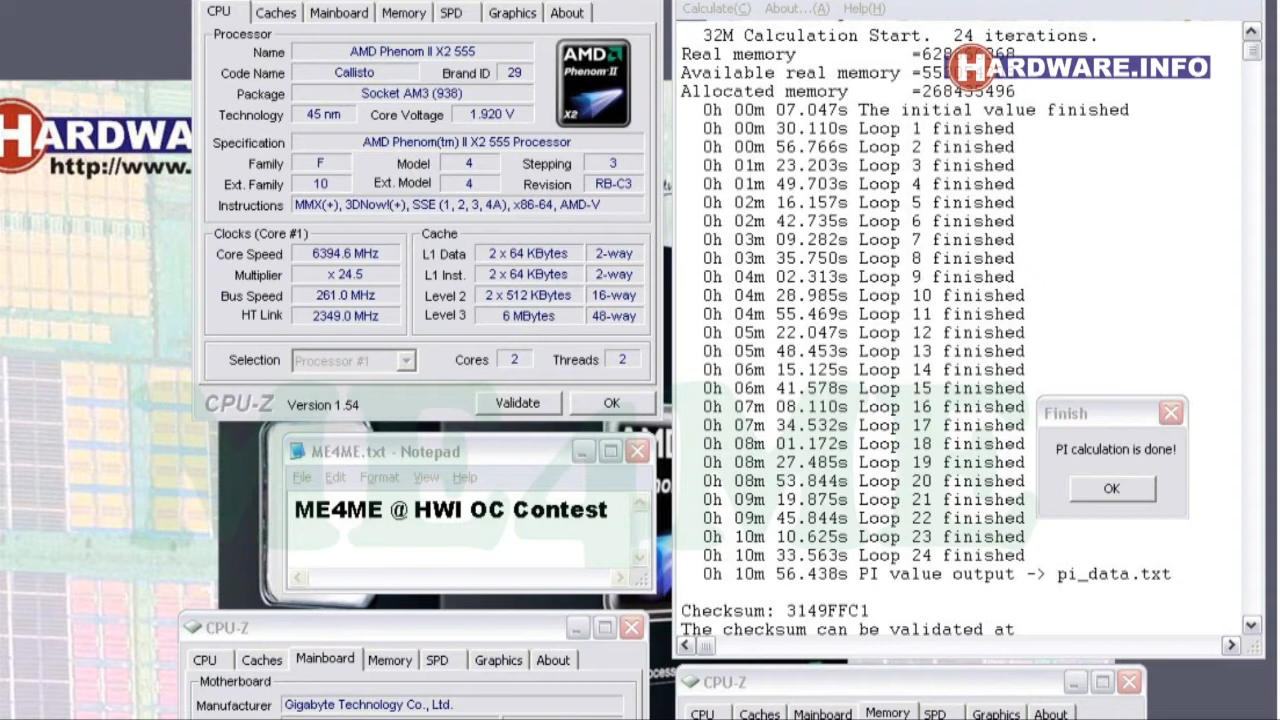 CPU Caches Mainboard Memory SPD Graphics About
Processor
Name AMD Phenom II X2 555
Code Name Callisto Brand ID 29
Package Socket AM3 (938)
Technology 45 nm Core Voltage 1.920 V
AMD
Phenom II
X2
Specification AMD Phenom(tm) II X2 555 Processor
Family F Model 4 Stepping 3
Ext. Family 10 Ext. Model 4 Revision RB-C3
Instructions MMX(+), 3DNow!(+), SSE (1, 2, 3, 4A), x86-64, AMD-V
Clocks (Core #1)
Core Speed 6394.6 MHz
Multiplier x 24.5
Bus Speed 261.0 MHz
HT Link 2349.0 MHz
Cache
L1 Data 2 x 64 KBytes 2-way
L1 Inst. 2 x 64 KBytes 2-way
Level 2 2 x 512 KBytes 16-way
Level 3 6 MBytes 48-way
Selection Processor #1 Cores 2 Threads 2
CPU-Z Version 1.54 Validate OK
HARDWA
http://www.
ME4ME.txt - Notepad
File Edit Format View Help
ME4ME @ HWI OC Contest
CPU-Z
CPU Caches Mainboard Memory SPD Graphics About
Motherboard
Manufacturer Gigabyte Technology Co., Ltd.
Calculate(C) About...(A) Help(H)
32M Calculation Start. 24 iterations.
Real memory
HARDWARE.INFO
Available real memory
Allocated memory =268435496
0h 00m 07.047s The initial value finished
0h 00m 30.110s Loop 1 finished
0h 00m 56.766s Loop 2 finished
0h 01m 23.203s Loop 3 finished
0h 01m 49.703s Loop 4 finished
0h 02m 16.157s Loop 5 finished
0h 02m 42.735s Loop 6 finished
0h 03m 09.282s Loop 7 finished
0h 03m 35.750s Loop 8 finished
0h 04m 02.313s Loop 9 finished
0h 04m 28.985s Loop 10 finished
0h 04m 55.469s Loop 11 finished
0h 05m 22.047s Loop 12 finished
0h 05m 48.453s Loop 13 finished
0h 06m 15.125s Loop 14 finished
0h 06m 41.578s Loop 15 finished
0h 07m 08.110s Loop 16 finished
0h 07m 34.532s Loop 17 finished
0h 08m 01.172s Loop 18 finished
0h 08m 27.485s Loop 19 finished
0h 08m 53.844s Loop 20 finished
0h 09m 19.875s Loop 21 finished
0h 09m 45.844s Loop 22 finished
0h 10m 10.625s Loop 23 finished
0h 10m 33.563s Loop 24 finished
0h 10m 56.438s PI value output -> pi_data.txt
Checksum: 3149FFC1
The checksum can be validated at
Finish
PI calculation is done!
OK
CPU-Z
CPU Caches Mainboard Memory SPD Graphics About
ME4ME